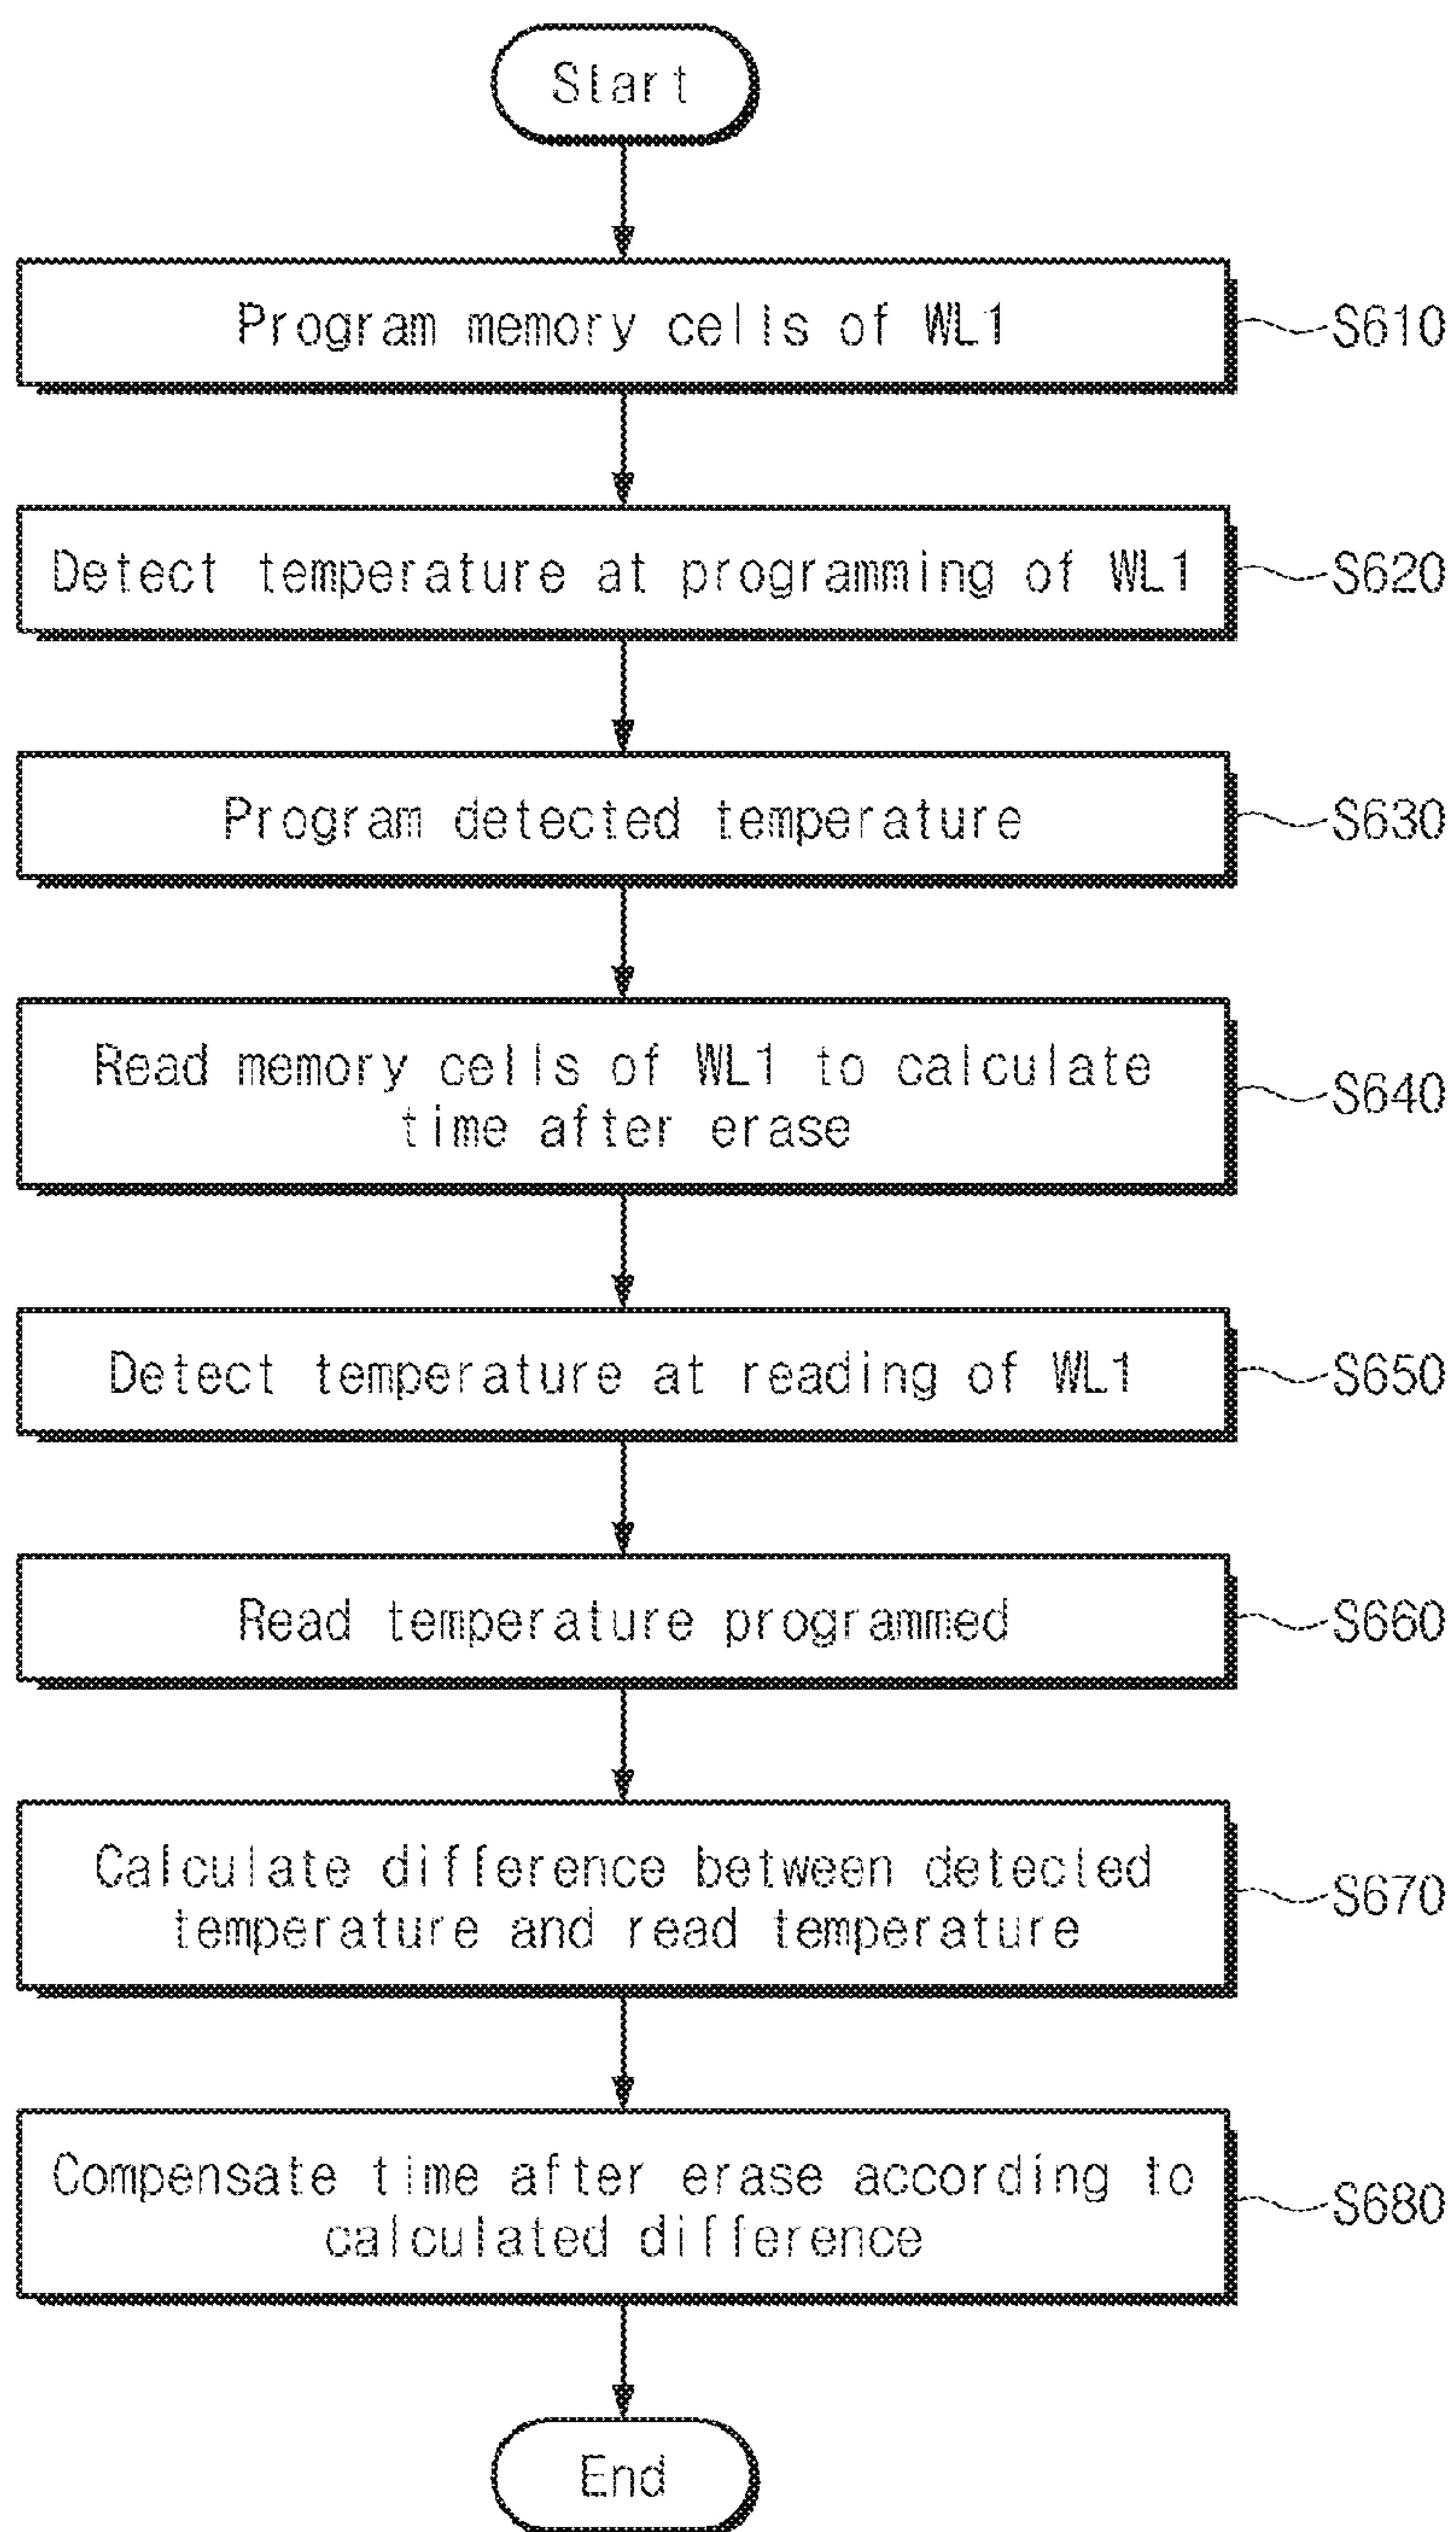 Start
Program memory cells of WL1
S610
Detect temperature at programming of WL1
S620
Program detected temperature
S630
Read memory cells of WL1 to calculate
time after erase
S640
Detect temperature at reading of WL1
S650
Read temperature programmed
S660
Calculate difference between detected
temperature and read temperature
S670
Compensate time after erase according to
calculated difference
S680
End